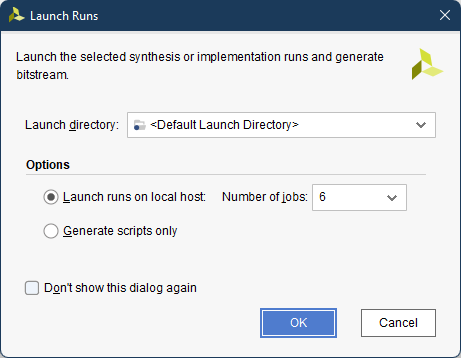 Launch Runs
Launch the selected synthesis or implementation runs and generate
bitstream.
Launch directory: <Default Launch Directory>
Options
Launch runs on local host: Number of jobs: 6
Generate scripts only
Don't show this dialog again
OK Cancel